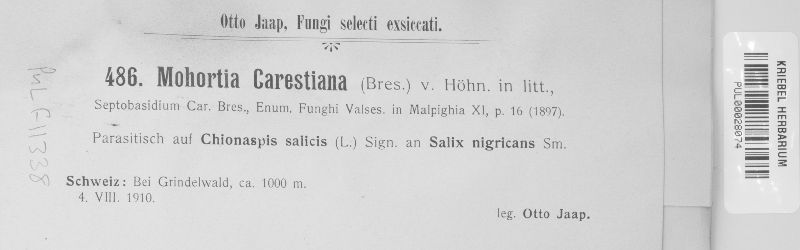 Otto Jaap, Fungi selecti exsiccati.
486. Mohortia Carestiana (Bres.) v. Höhn. in litt.,
Septobasidium Car. Bres., Enum. Funghi Valses. in Malpighia XI, p. 16 (1897).
Parasitisch auf Chionaspis salicis (L.) Sign. an Salix nigricans Sm.
Schweiz: Bei Grindelwald, ca. 1000 m.
4. VIII. 1910.
leg. Otto Jaap.
PUL F11338
KRIEBEL HERBARIUM
PUL00028074